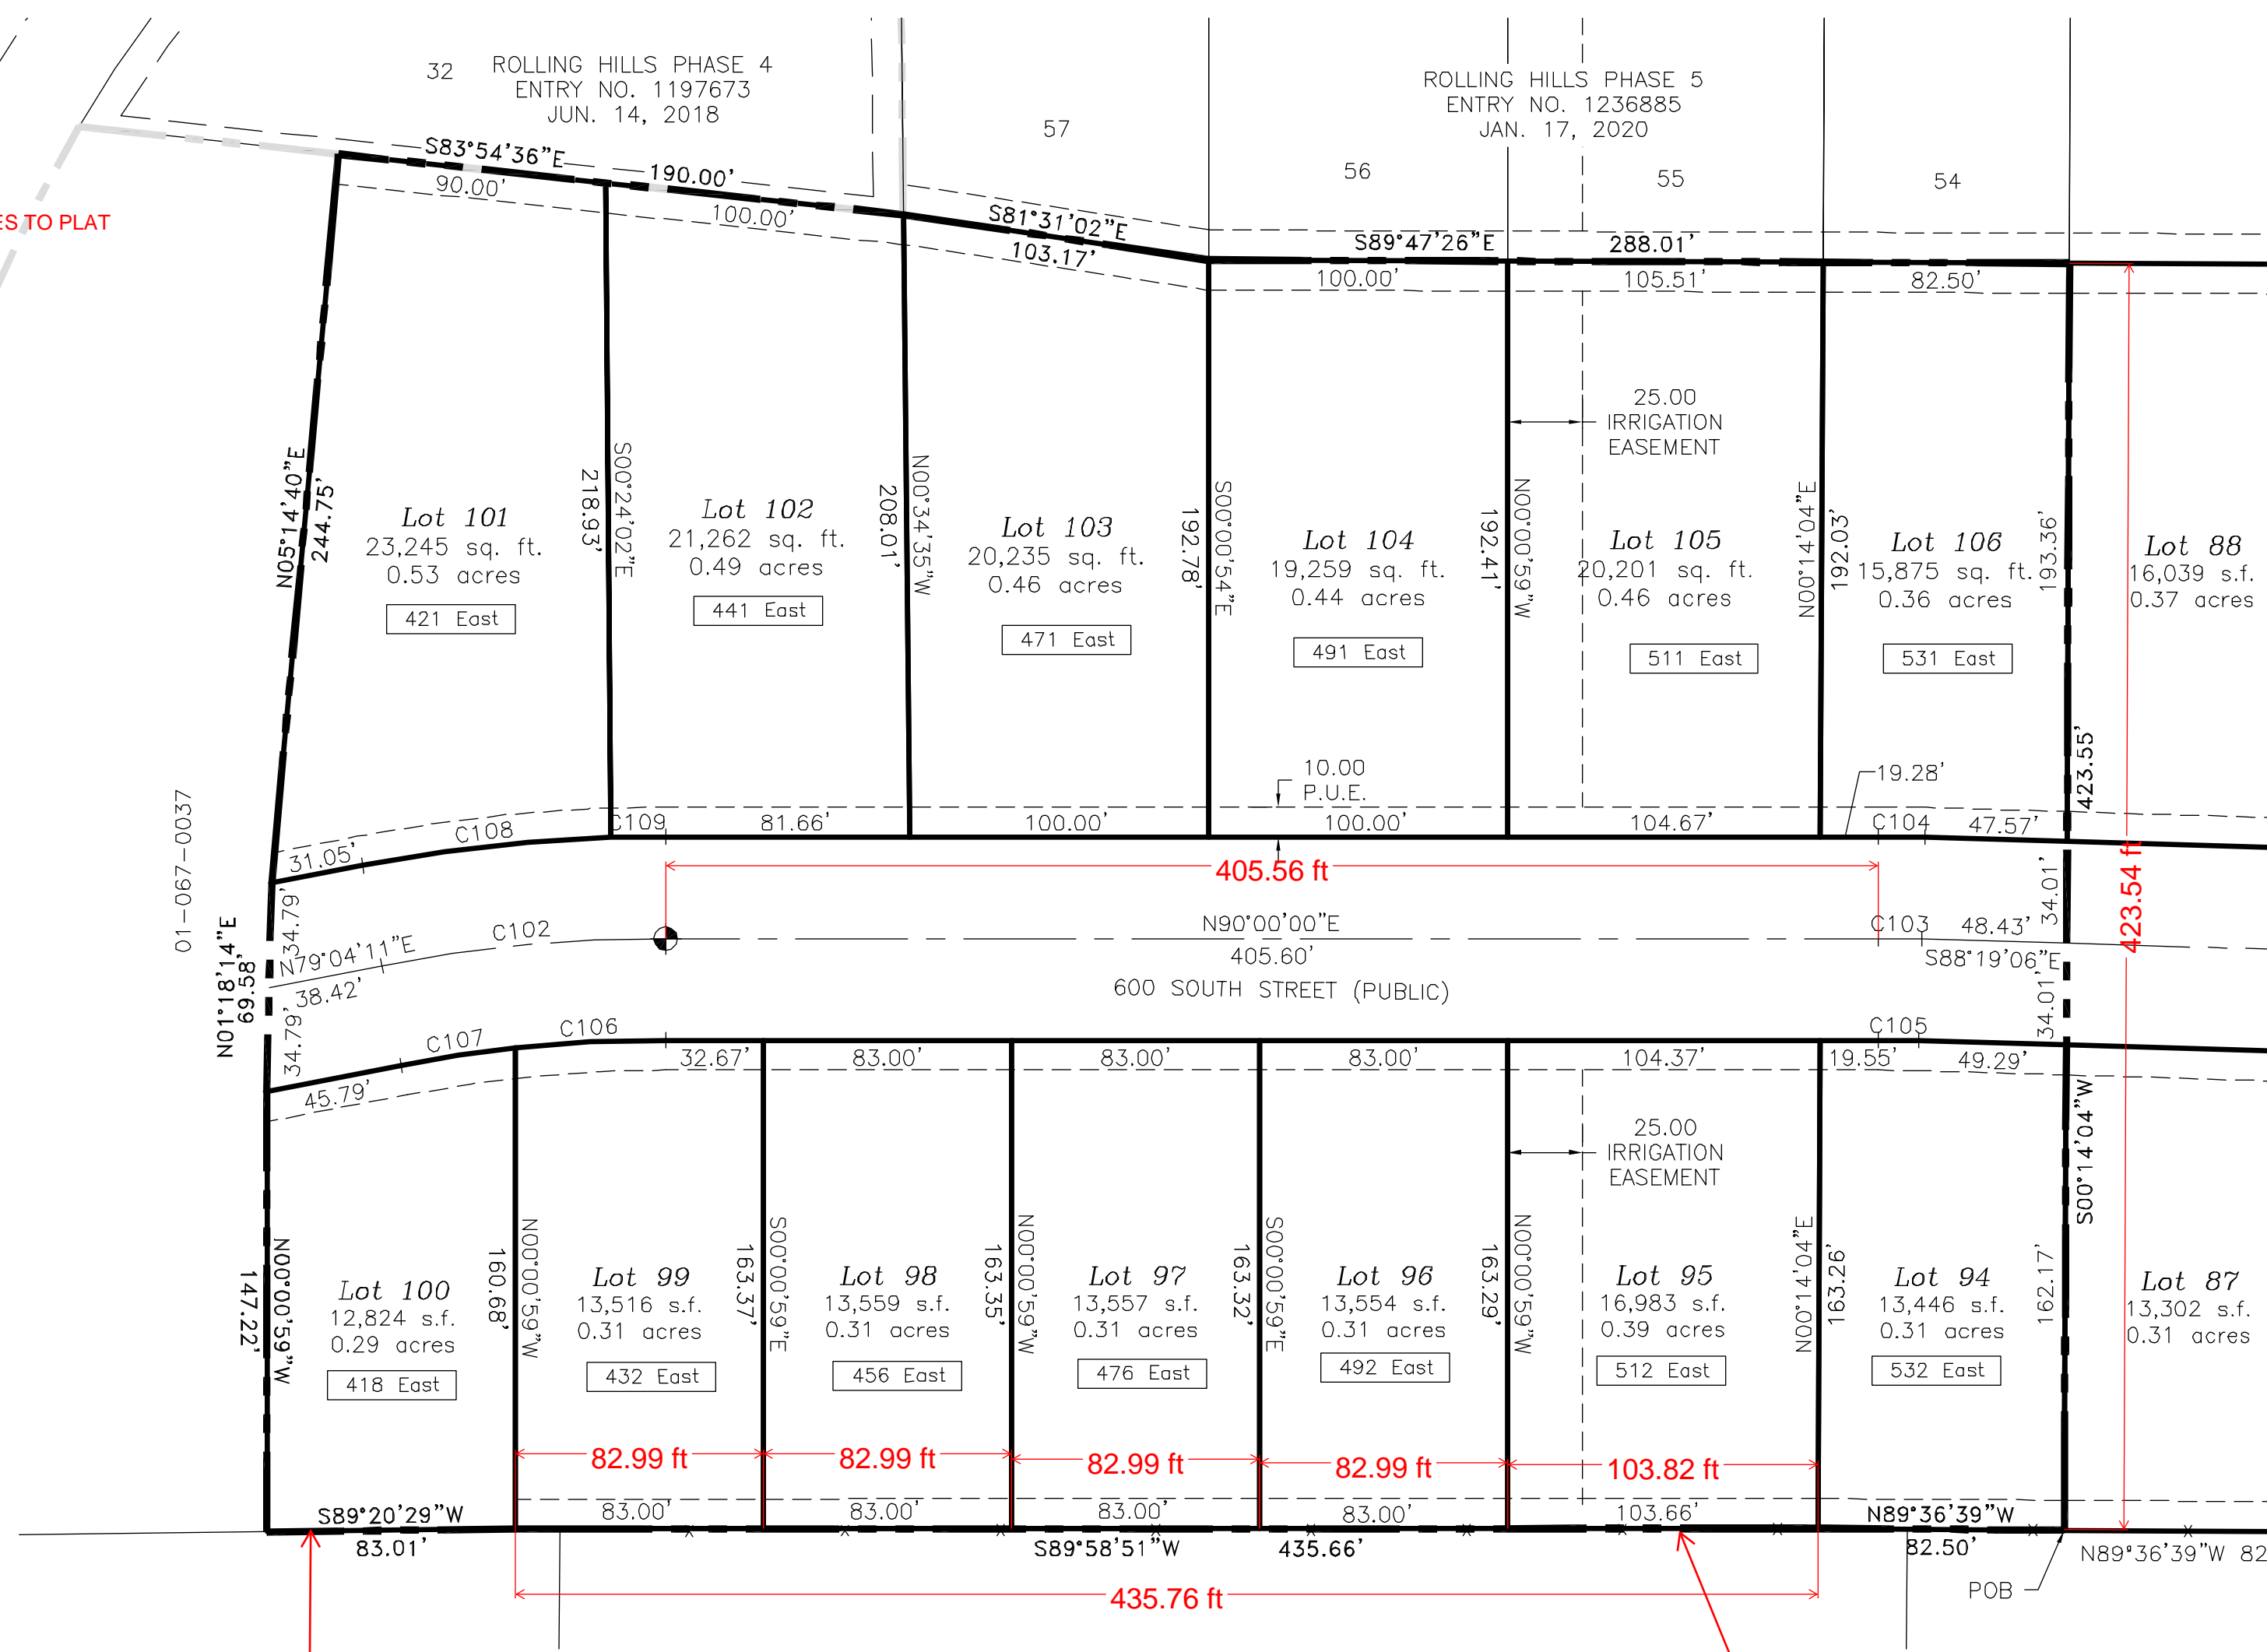 32
ROLLING HILLS PHASE 4
ENTRY NO. 1197673
JUN. 14, 2018
57
ROLLING HILLS PHASE 5
ENTRY NO. 1236885
JAN. 17, 2020
56
55
54
ES TO PLAT
S83°54'36"E
190.00'
90.00'
100.00'
S81°31'02"E
103.17'
S89°47'26"E
288.01'
100.00'
105.51'
82.50'
N05°14'40"E
244.75'
Lot 101
23,245 sq. ft.
0.53 acres
421 East
218.93'
S00°24'02"E
Lot 102
21,262 sq. ft.
0.49 acres
441 East
208.01'
N00°34'35"W
Lot 103
20,235 sq. ft.
0.46 acres
471 East
192.78'
S00°00'54"E
Lot 104
19,259 sq. ft.
0.44 acres
491 East
192.41'
N00°00'59"W
25.00
IRRIGATION
EASEMENT
Lot 105
20,201 sq. ft.
0.46 acres
511 East
N00°14'04"E
192.03'
Lot 106
15,875 sq. ft.
0.36 acres
531 East
193.36'
Lot 88
16,039 s.f.
0.37 acres
423.55'
423.54 ft
10.00
P.U.E.
19.28'
01-067-0037
31.05'
C108
C109
81.66'
100.00'
100.00'
104.67'
C104
47.57'
405.56 ft
34.79'
N79°04'11"E
38.42'
C102
N90°00'00"E
405.60'
600 SOUTH STREET (PUBLIC)
C103
48.43'
S88°19'06"E
34.01'
34.01'
N01°18'14"E
69.58'
34.79'
45.79'
C107
C106
32.67'
83.00'
83.00'
83.00'
104.37'
C105
19.55'
49.29'
S00°14'04"W
25.00
IRRIGATION
EASEMENT
147.22'
N00°00'59"W
Lot 100
12,824 s.f.
0.29 acres
418 East
160.68'
N00°00'59"W
Lot 99
13,516 s.f.
0.31 acres
432 East
163.37'
S00°00'59"E
Lot 98
13,559 s.f.
0.31 acres
456 East
163.35'
N00°00'59"W
Lot 97
13,557 s.f.
0.31 acres
476 East
163.32'
S00°00'59"E
Lot 96
13,554 s.f.
0.31 acres
492 East
163.29'
N00°00'59"W
Lot 95
16,983 s.f.
0.39 acres
512 East
N00°14'04"E
163.26'
Lot 94
13,446 s.f.
0.31 acres
532 East
162.17'
Lot 87
13,302 s.f.
0.31 acres
82.99 ft
82.99 ft
82.99 ft
82.99 ft
103.82 ft
S89°20'29"W
83.01'
83.00'
83.00'
83.00'
83.00'
103.66'
N89°36'39"W
82.50'
S89°58'51"W
435.66'
N89°36'39"W 82
435.76 ft
POB